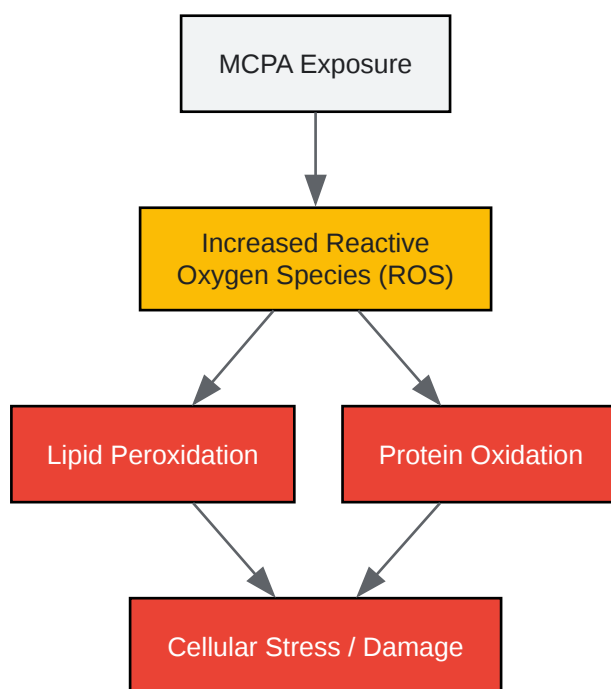 MCPA Exposure
Increased Reactive
Oxygen Species (ROS)
Lipid Peroxidation
Protein Oxidation
Cellular Stress / Damage